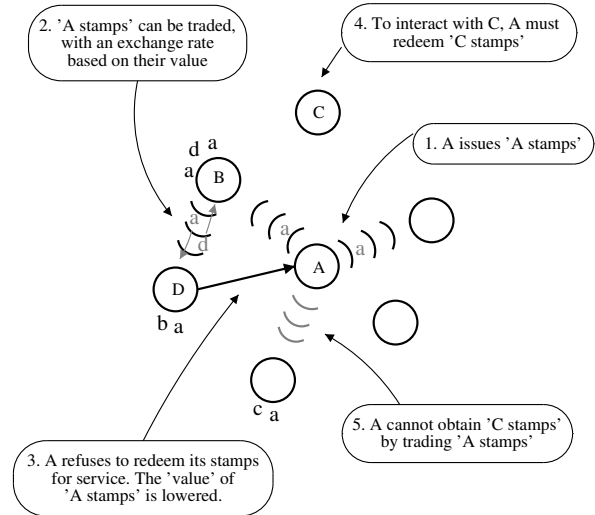 2. 'A stamps' can be traded,
with an exchange rate
based on their value
4. To interact with C, A must
redeem 'C stamps'
C
1. A issues 'A stamps'
d a
a
B
a
d
a
a
A
D
b a
c a
3. A refuses to redeem its stamps
for service. The 'value' of
'A stamps' is lowered.
5. A cannot obtain 'C stamps'
by trading 'A stamps'